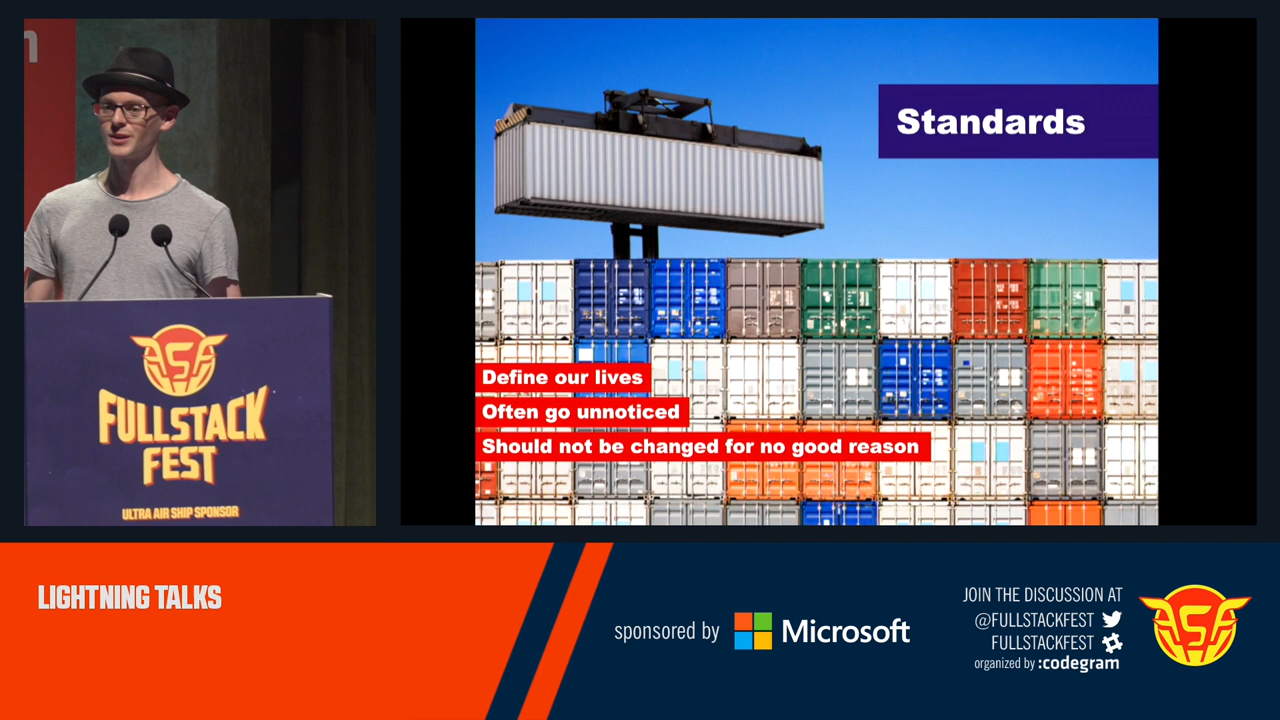 n
Standards
Define our lives
Often go unnoticed
Should not be changed for no good reason
FULLSTACK
FEST
ULTRA AIR SHIP SPONSOR
LIGHTNING TALKS
sponsored by Microsoft
JOIN THE DISCUSSION AT
@FULLSTACKFEST
FULLSTACKFEST
organized by :codegram